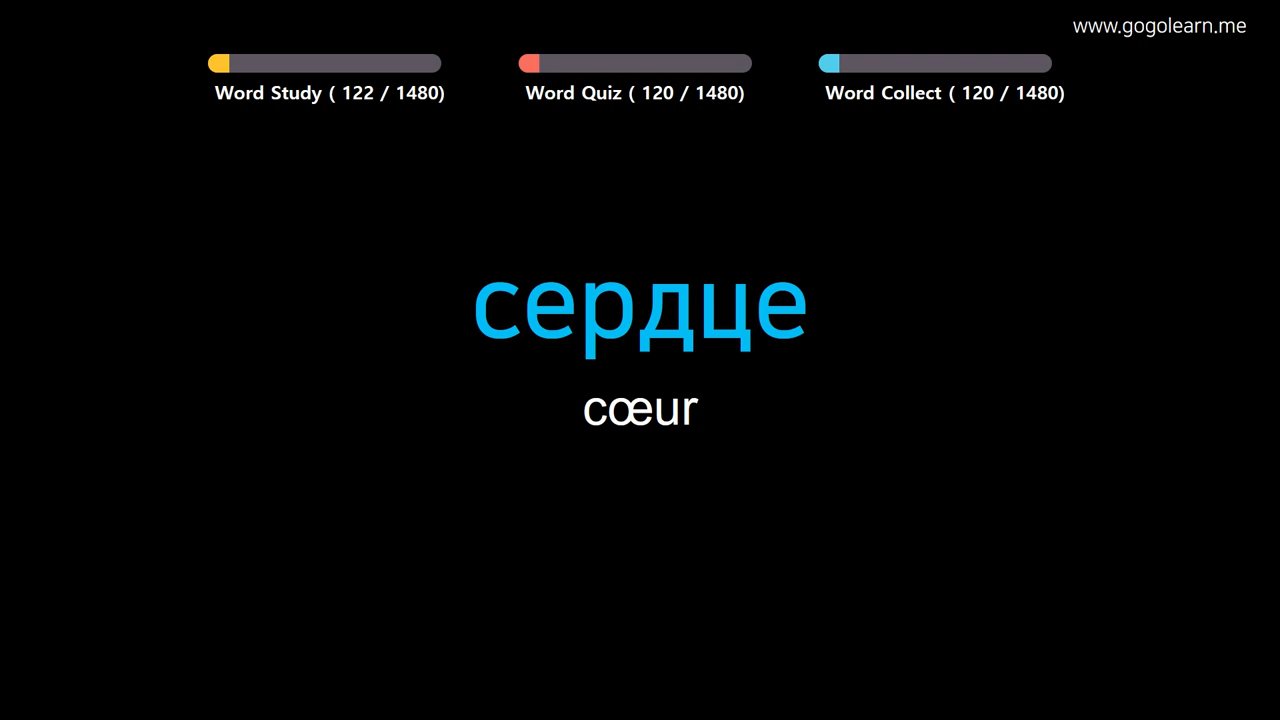 www.gogolearn.me
Word Study ( 122 / 1480)
Word Quiz ( 120 / 1480)
Word Collect ( 120 / 1480)
сердце
cœur